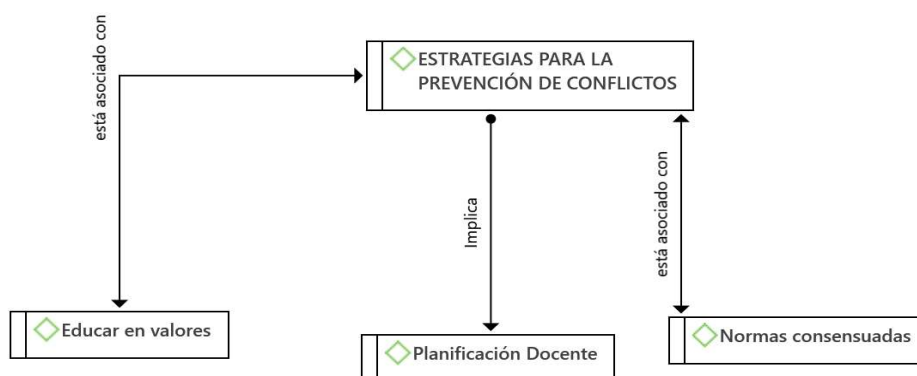 está asociado con
ESTRATEGIAS PARA LA
PREVENCIÓN DE CONFLICTOS
Implica
está asociado con
Educar en valores
Planificación Docente
Normas consensuadas